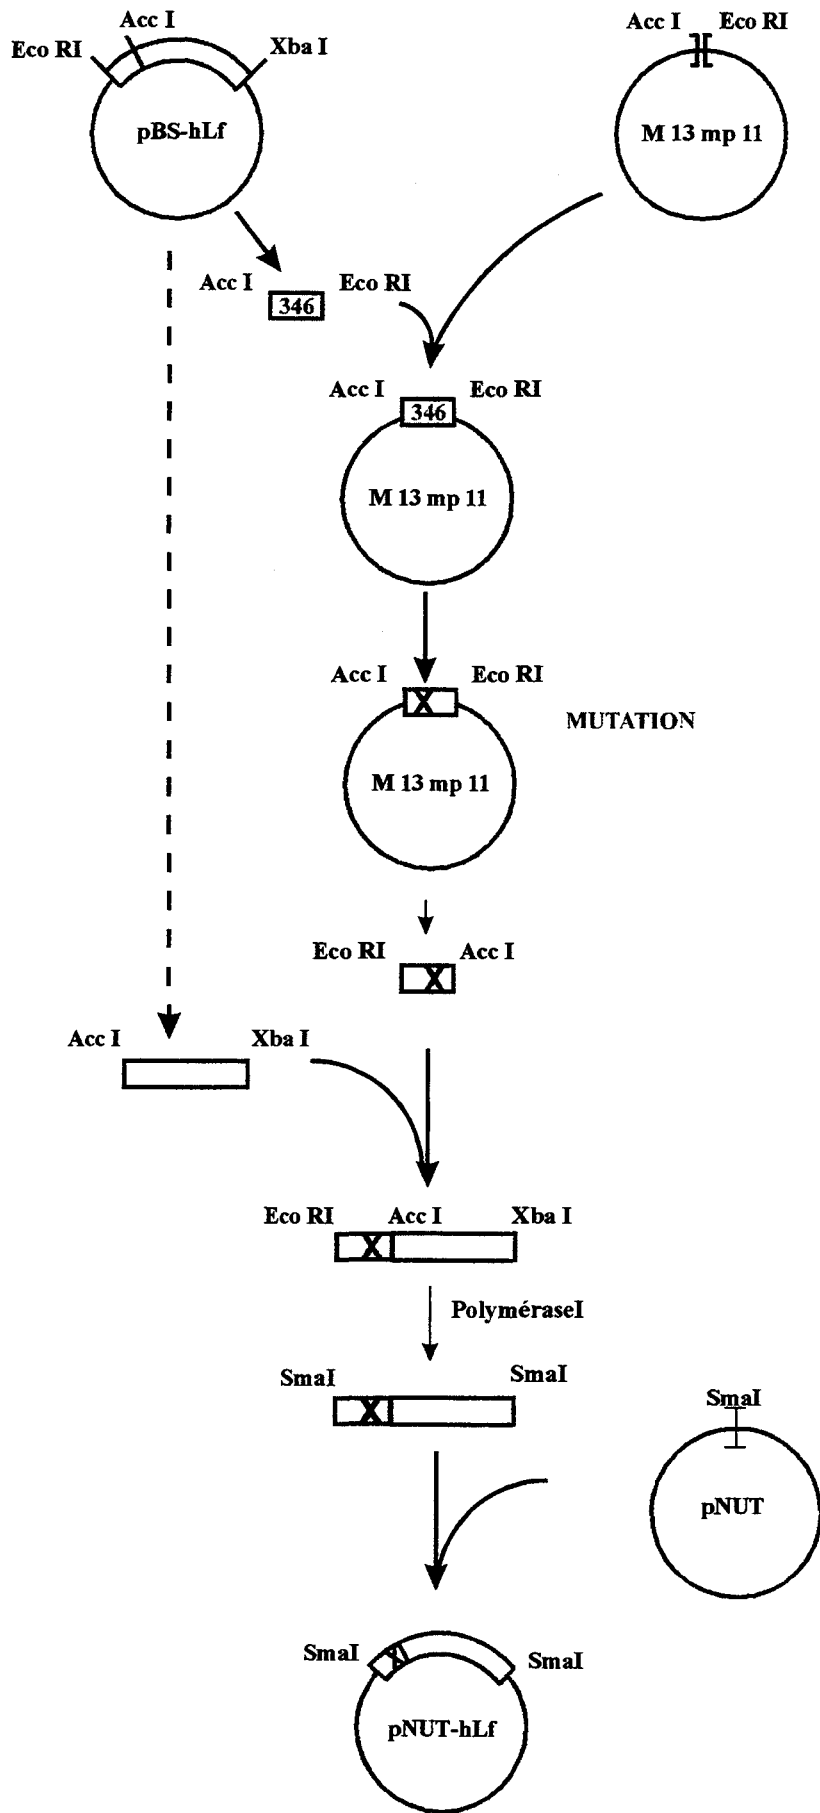 Acc I
Eco RI
Xba I
pBS-hLf
Acc I Eco RI
M 13 mp 11
Acc I Eco RI
346
Acc I Eco RI
346
M 13 mp 11
Acc I Eco RI
X
MUTATION
M 13 mp 11
Eco RI Acc I
X
Acc I Xba I
Eco RI Acc I Xba I
X
PolyméraseI
SmaI SmaI
X
SmaI
pNUT
SmaI SmaI
X
pNUT-hLf